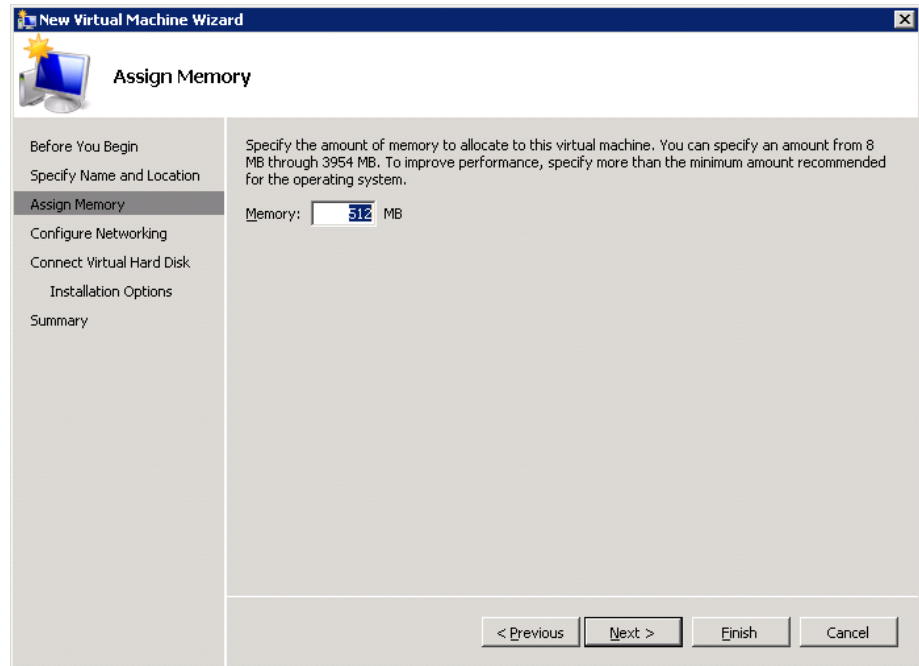 New Virtual Machine Wizard
Assign Memory
Before You Begin
Specify Name and Location
Assign Memory
Configure Networking
Connect Virtual Hard Disk
Installation Options
Summary
Specify the amount of memory to allocate to this virtual machine. You can specify an amount from 8
MB through 3954 MB. To improve performance, specify more than the minimum amount recommended
for the operating system.
Memory: 512 MB
< Previous Next > Finish Cancel